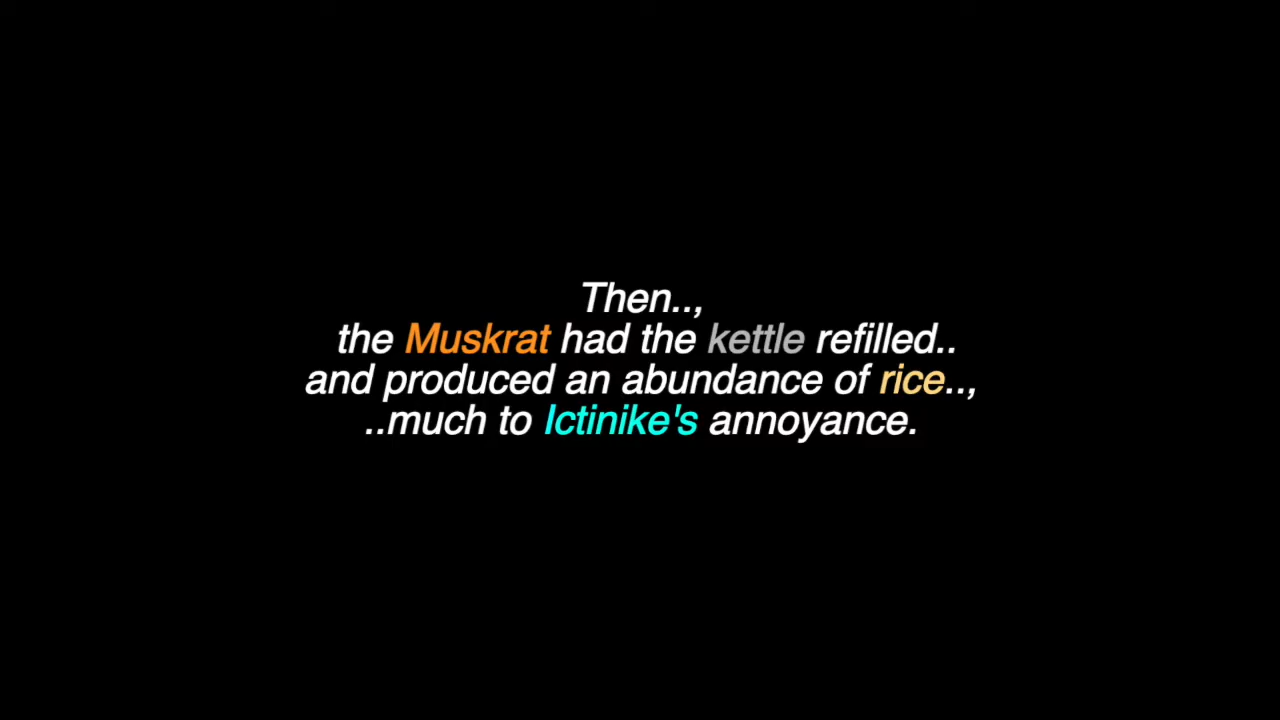 Then..,
the Muskrat had the kettle refilled..
and produced an abundance of rice..,
..much to Ictinike's annoyance.